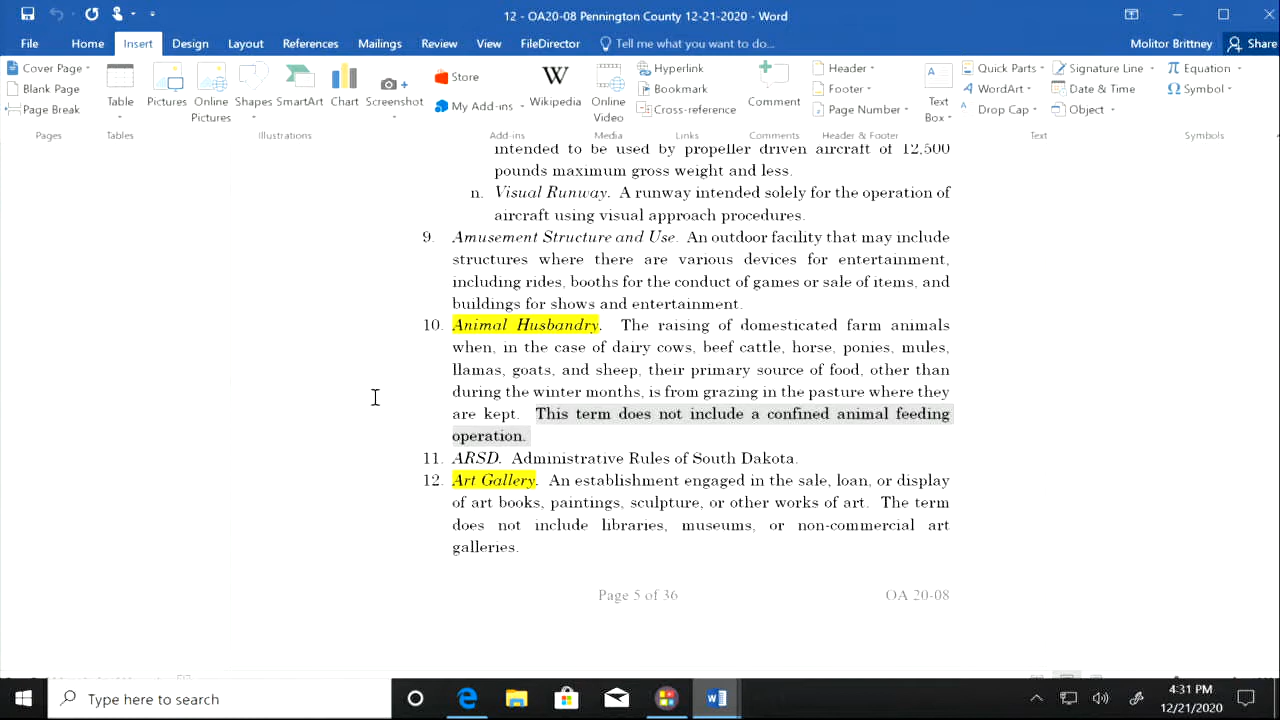 12 - OA20-08 Pennington County 12-21-2020 - Word
File Home Insert Design Layout References Mailings Review View FileDirector Tell me what you want to do... Molitor Brittney Share
Cover Page
Blank Page
Page Break
Pages
Table
Tables
Pictures
Online Pictures
Shapes
SmartArt
Chart
Screenshot
Illustrations
Store
My Add-ins
Wikipedia
Add-ins
Online Video
Media
Hyperlink
Bookmark
Cross-reference
Links
Comment
Comments
Header
Footer
Page Number
Header & Footer
Text Box
Quick Parts
WordArt
Drop Cap
Signature Line
Date & Time
Object
Text
Equation
Symbol
Symbols
intended to be used by propeller driven aircraft of 12,500
pounds maximum gross weight and less.
n. Visual Runway. A runway intended solely for the operation of
aircraft using visual approach procedures.
9. Amusement Structure and Use. An outdoor facility that may include
structures where there are various devices for entertainment,
including rides, booths for the conduct of games or sale of items, and
buildings for shows and entertainment.
10. Animal Husbandry. The raising of domesticated farm animals
when, in the case of dairy cows, beef cattle, horse, ponies, mules,
llamas, goats, and sheep, their primary source of food, other than
during the winter months, is from grazing in the pasture where they
are kept. This term does not include a confined animal feeding
operation.
11. ARSD. Administrative Rules of South Dakota.
12. Art Gallery. An establishment engaged in the sale, loan, or display
of art books, paintings, sculpture, or other works of art. The term
does not include libraries, museums, or non-commercial art
galleries.
Page 5 of 36 OA 20-08
Type here to search
4:31 PM
12/21/2020